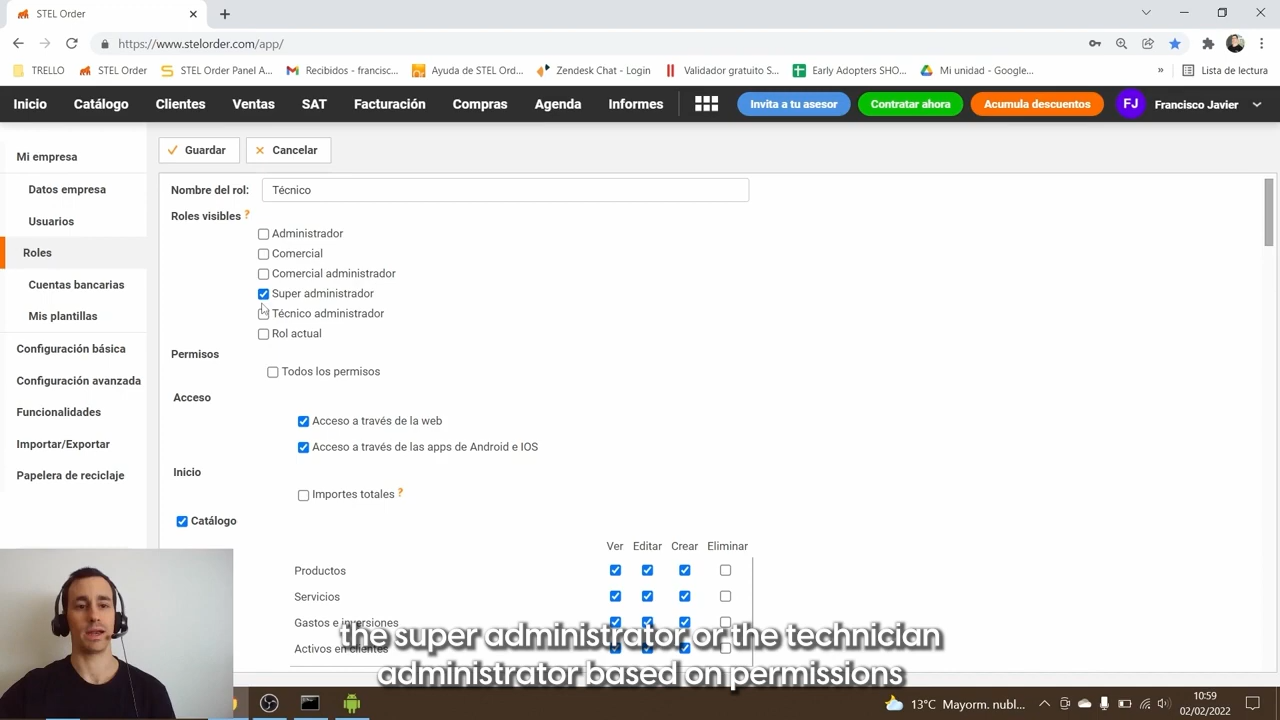 STEL Order
https://www.stelorder.com/app/
TRELLO
STEL Order
STEL Order Panel A...
Recibidos - francisc...
Ayuda de STEL Ord...
Zendesk Chat - Login
Validador gratuito S...
Early Adopters SHO...
Mi unidad - Google...
»
Lista de lectura
Inicio
Catálogo
Clientes
Ventas
SAT
Facturación
Compras
Agenda
Informes
Invita a tu asesor
Contratar ahora
Acumula descuentos
FJ
Francisco Javier
Mi empresa
Datos empresa
Usuarios
Roles
Cuentas bancarias
Mis plantillas
Configuración básica
Configuración avanzada
Funcionalidades
Importar/Exportar
Papelera de reciclaje
Guardar
Cancelar
Nombre del rol: Técnico
Roles visibles ?
Administrador
Comercial
Comercial administrador
Super administrador
Técnico administrador
Rol actual
Permisos
Todos los permisos
Acceso
Acceso a través de la web
Acceso a través de las apps de Android e IOS
Inicio
Importes totales ?
Catálogo
Ver Editar Crear Eliminar
Productos
Servicios
Gastos e inversiones
Activos en clientes
the super administrator or the technician
administrator based on permissions
13°C Mayorm. nubl...
10:59
02/02/2022